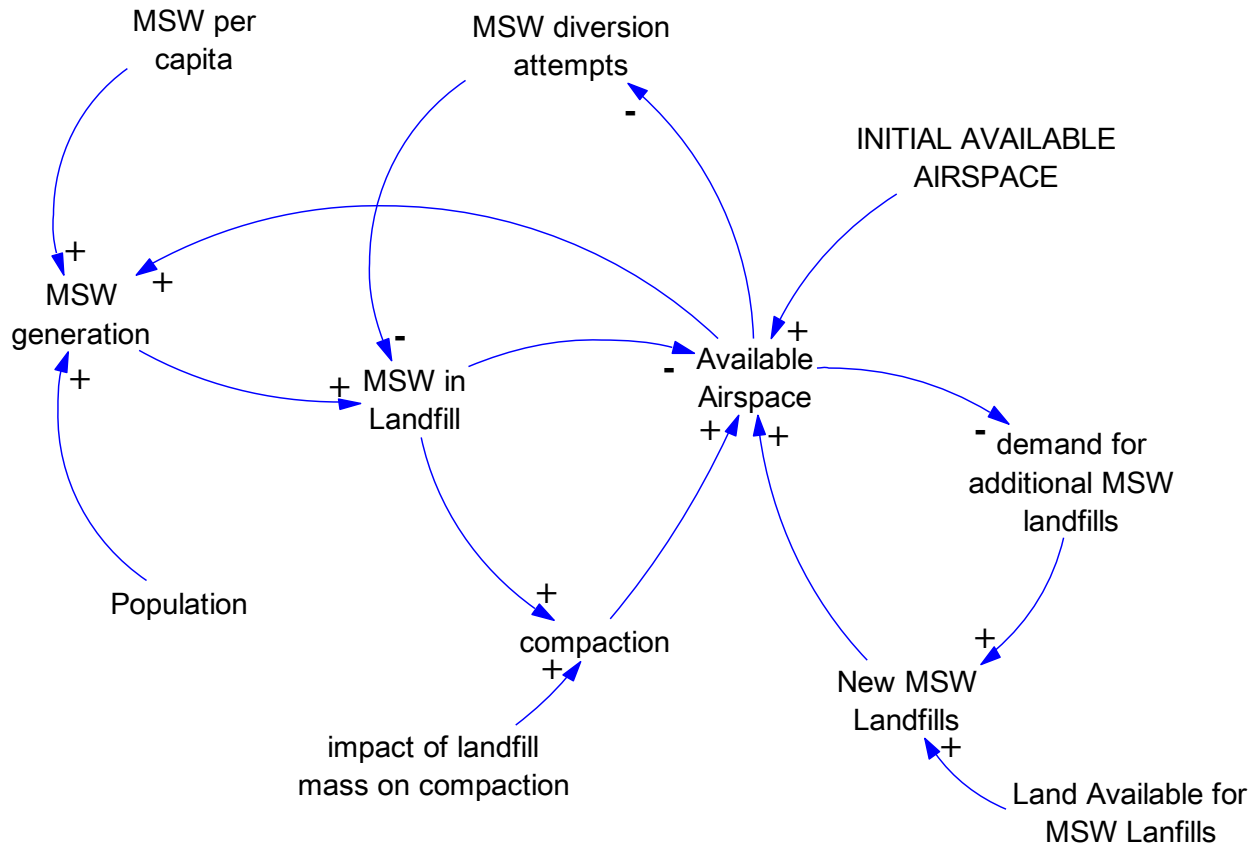 MSW per
capita
MSW diversion
attempts
-
INITIAL AVAILABLE
AIRSPACE
+
MSW
generation
+
+
+
-
MSW in
Landfill
+
-
Available
Airspace
+
+
-
demand for
additional MSW
landfills
Population
+
compaction
+
+
New MSW
Landfills
+
impact of landfill
mass on compaction
Land Available for
MSW Lanfills